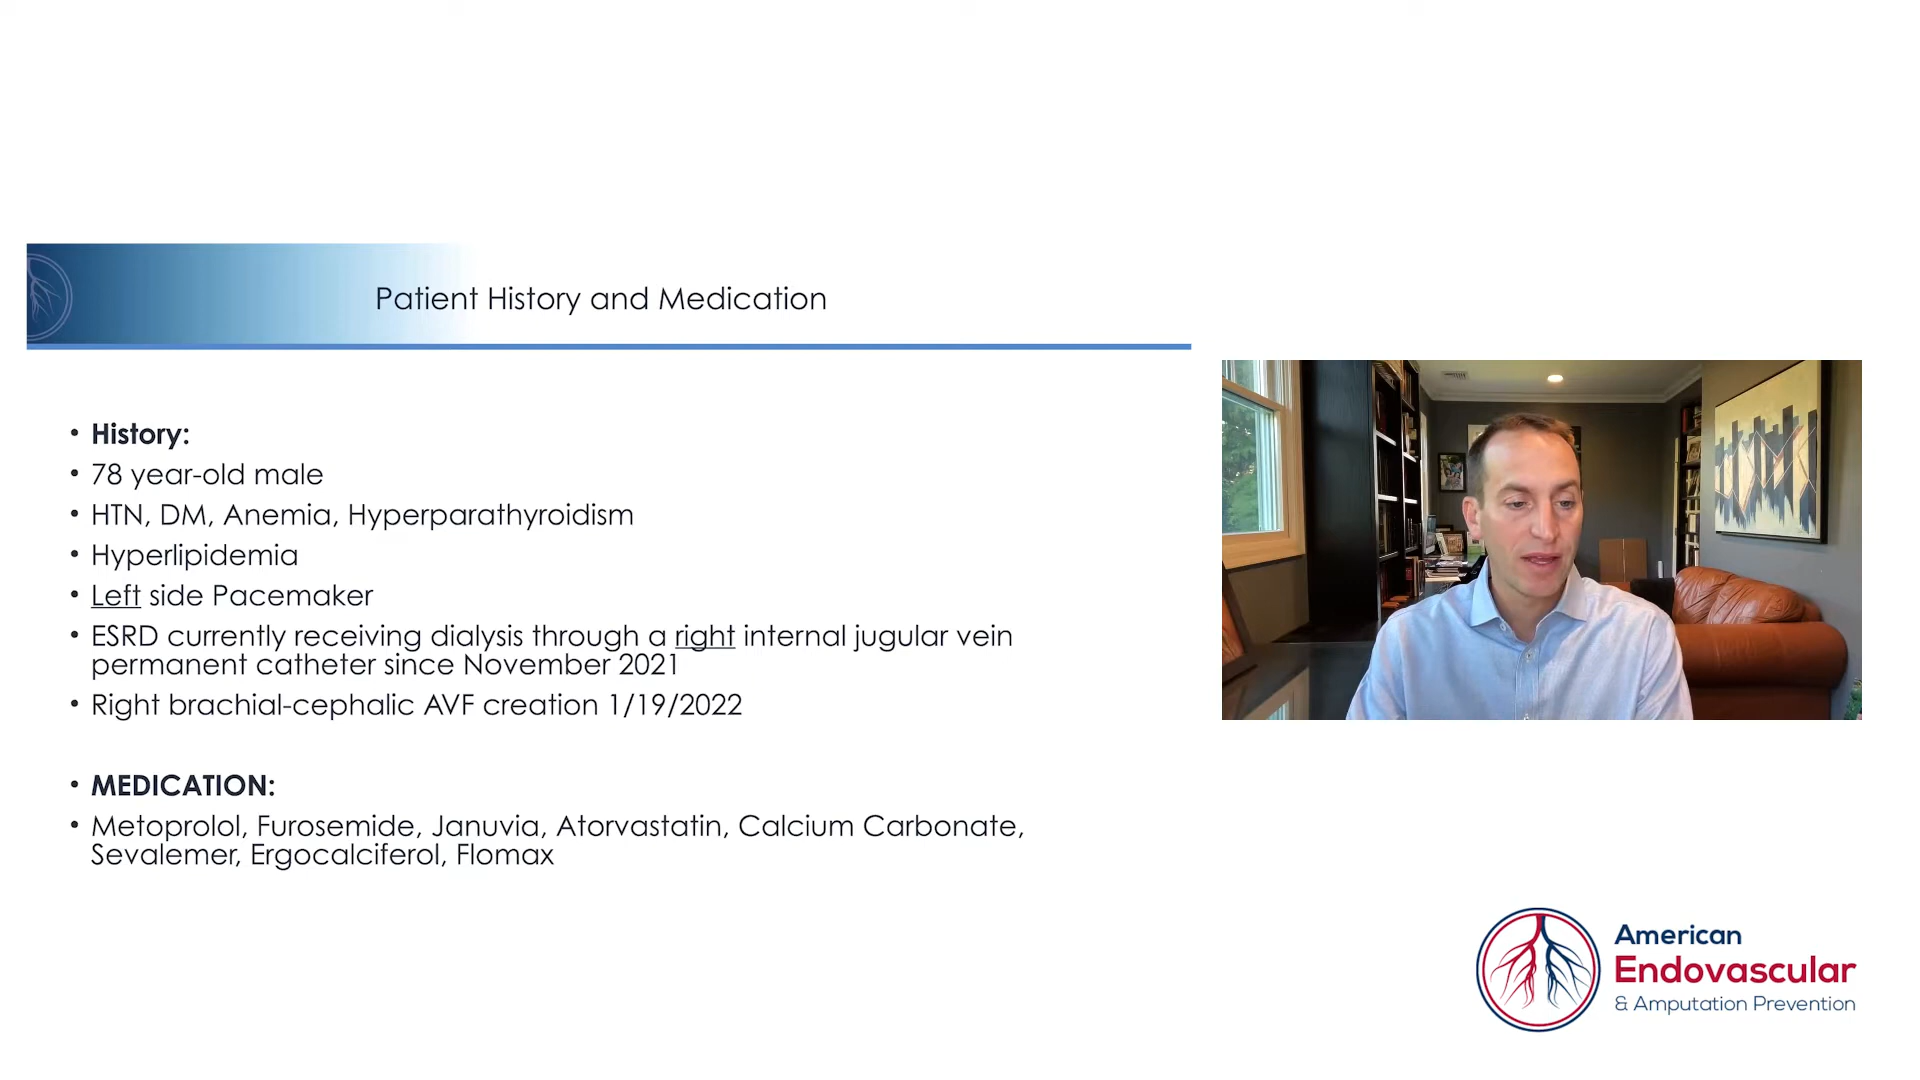 Patient History and Medication
• History:
• 78 year-old male
• HTN, DM, Anemia, Hyperparathyroidism
• Hyperlipidemia
• Left side Pacemaker
• ESRD currently receiving dialysis through a right internal jugular vein
permanent catheter since November 2021
• Right brachial-cephalic AVF creation 1/19/2022
• MEDICATION:
• Metoprolol, Furosemide, Januvia, Atorvastatin, Calcium Carbonate,
Sevalemer, Ergocalciferol, Flomax
American
Endovascular
& Amputation Prevention